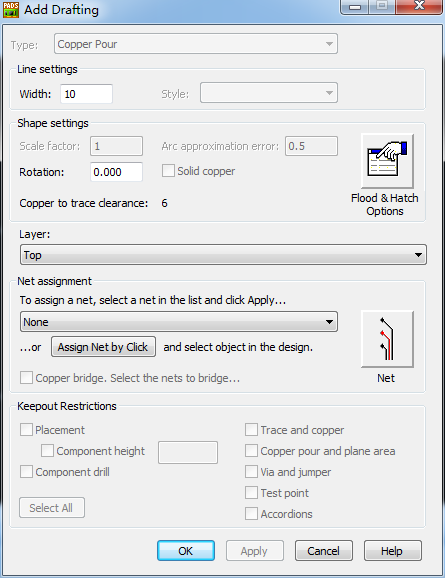 PADS
Add Drafting
Type: Copper Pour
Line settings
Width: 10 Style:
Shape settings
Scale factor: 1 Arc approximation error: 0.5
Rotation: 0.000 Solid copper
Flood & Hatch
Options
Copper to trace clearance: 6
Layer:
Top
Net assignment
To assign a net, select a net in the list and click Apply...
None
...or Assign Net by Click and select object in the design.
Net
Copper bridge. Select the nets to bridge...
Keepout Restrictions
Placement Trace and copper
Component height Copper pour and plane area
Component drill Via and jumper
Test point
Select All Accordions
OK Apply Cancel Help